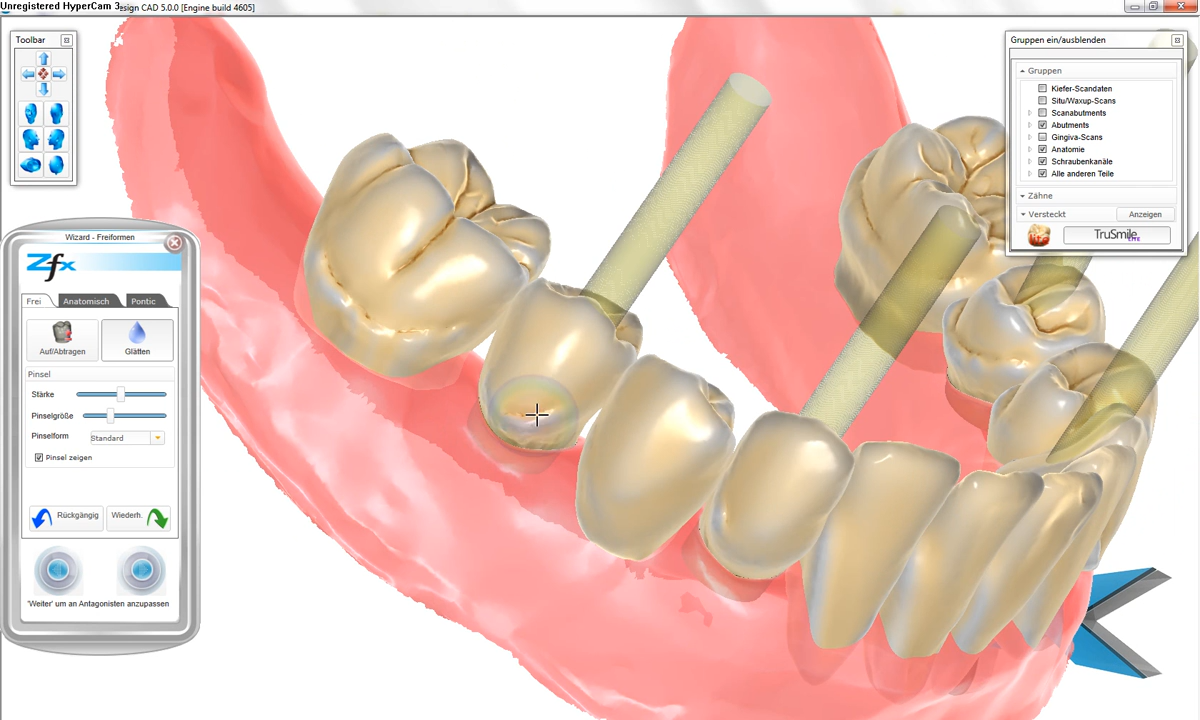 Unregistered HyperCam 3
esign CAD 5.0.0 [Engine build 4605]
Toolbar
Gruppen ein/ausblenden
Gruppen
Kiefer-Scandaten
Situ/Waxup-Scans
Scanabutments
Abutments
Gingiva-Scans
Anatomie
Schraubenkanäle
Alle anderen Teile
Zähne
Versteckt
Anzeigen
TruSmile
LITE
Wizard - Freiformen
Zfx
Frei
Anatomisch
Pontic
Auf/Abtragen
Glätten
Pinsel
Stärke
Pinselgröße
Pinselform
Standard
Pinsel zeigen
Rückgängig
Wiederh.
'Weiter' um an Antagonisten anzupassen